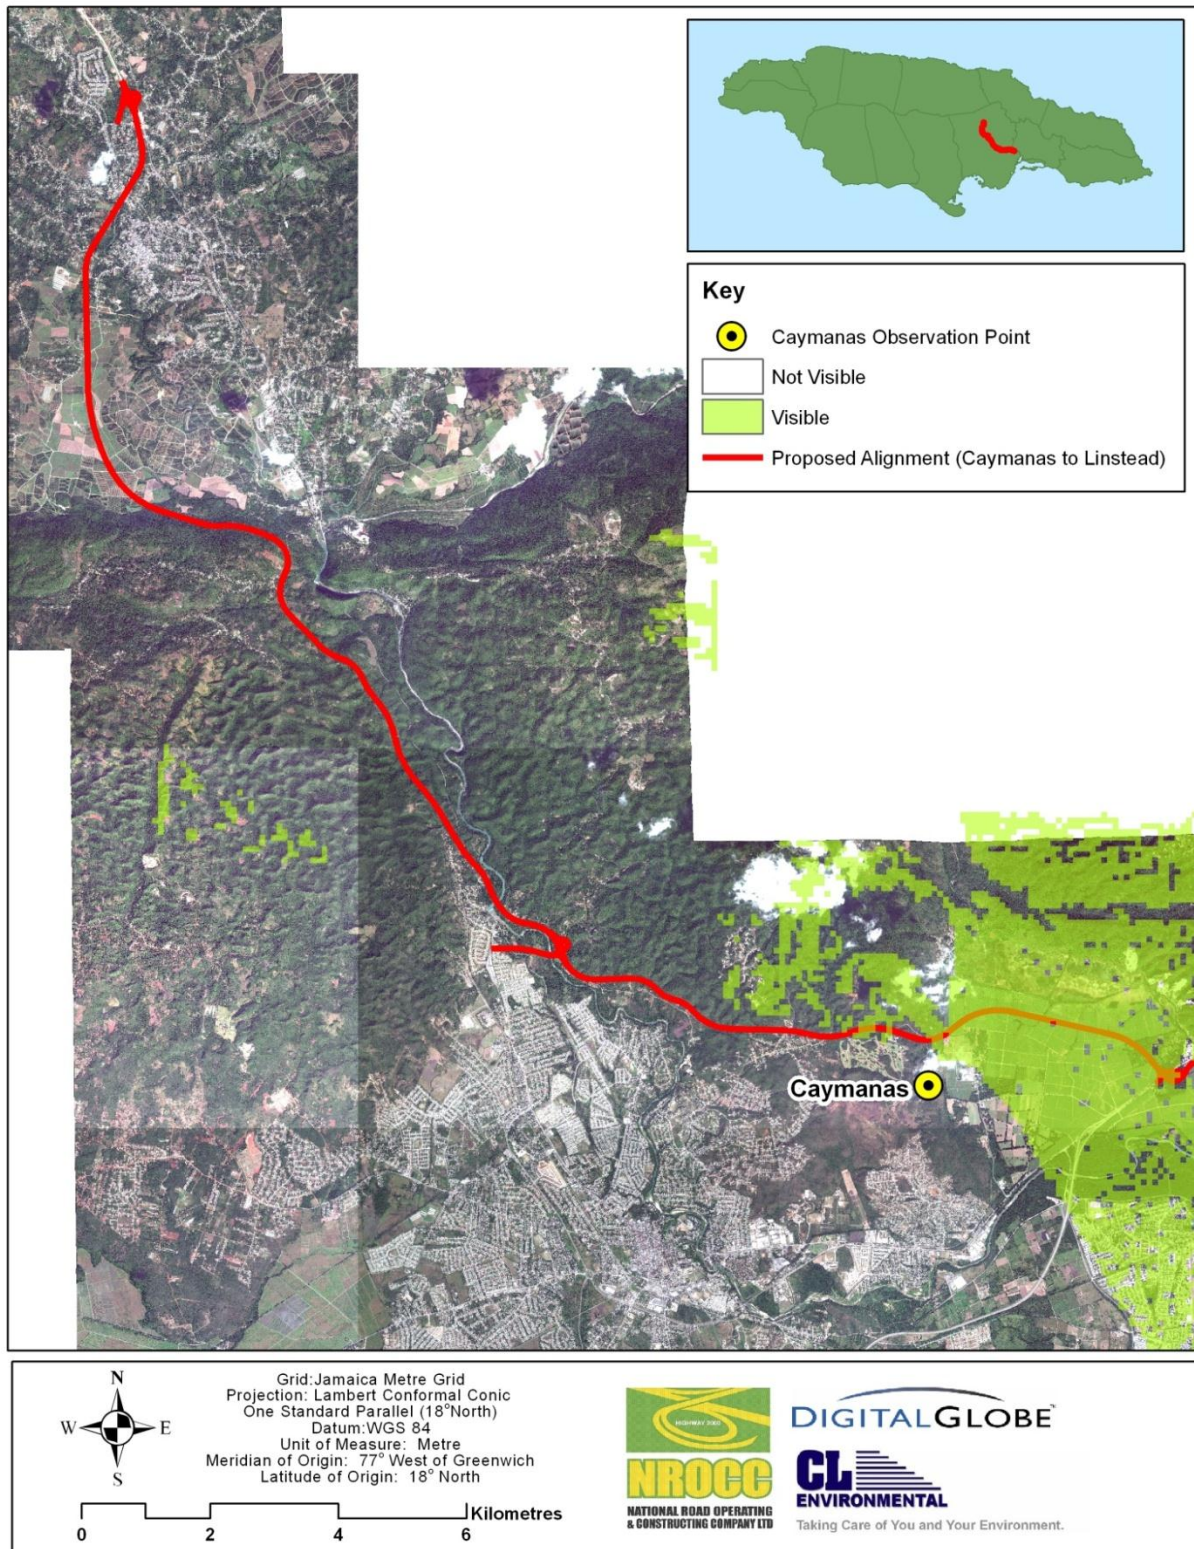 Key
Caymanas Observation Point
Not Visible
Visible
Proposed Alignment (Caymanas to Linstead)
Caymanas
N
W
E
S
Grid:Jamaica Metre Grid
Projection: Lambert Conformal Conic
One Standard Parallel (18°North)
Datum:WGS 84
Unit of Measure: Metre
Meridian of Origin: 77° West of Greenwich
Latitude of Origin: 18° North
Kilometres
0 2 4 6
HIGHWAY 2000
NROCC
NATIONAL ROAD OPERATING
& CONSTRUCTING COMPANY LTD
DIGITALGLOBE
CL
ENVIRONMENTAL
Taking Care of You and Your Environment.